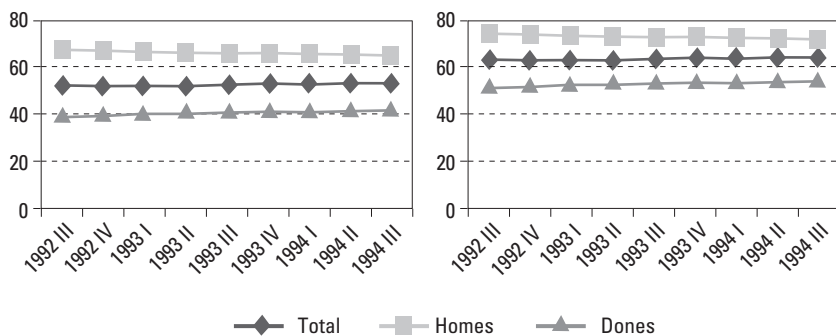 80
60
40
20
0
1992 III
1992 IV
1993 I
1993 II
1993 III
1993 IV
1994 I
1994 II
1994 III
80
60
40
20
0
1992 III
1992 IV
1993 I
1993 II
1993 III
1993 IV
1994 I
1994 II
1994 III
Total Homes Dones